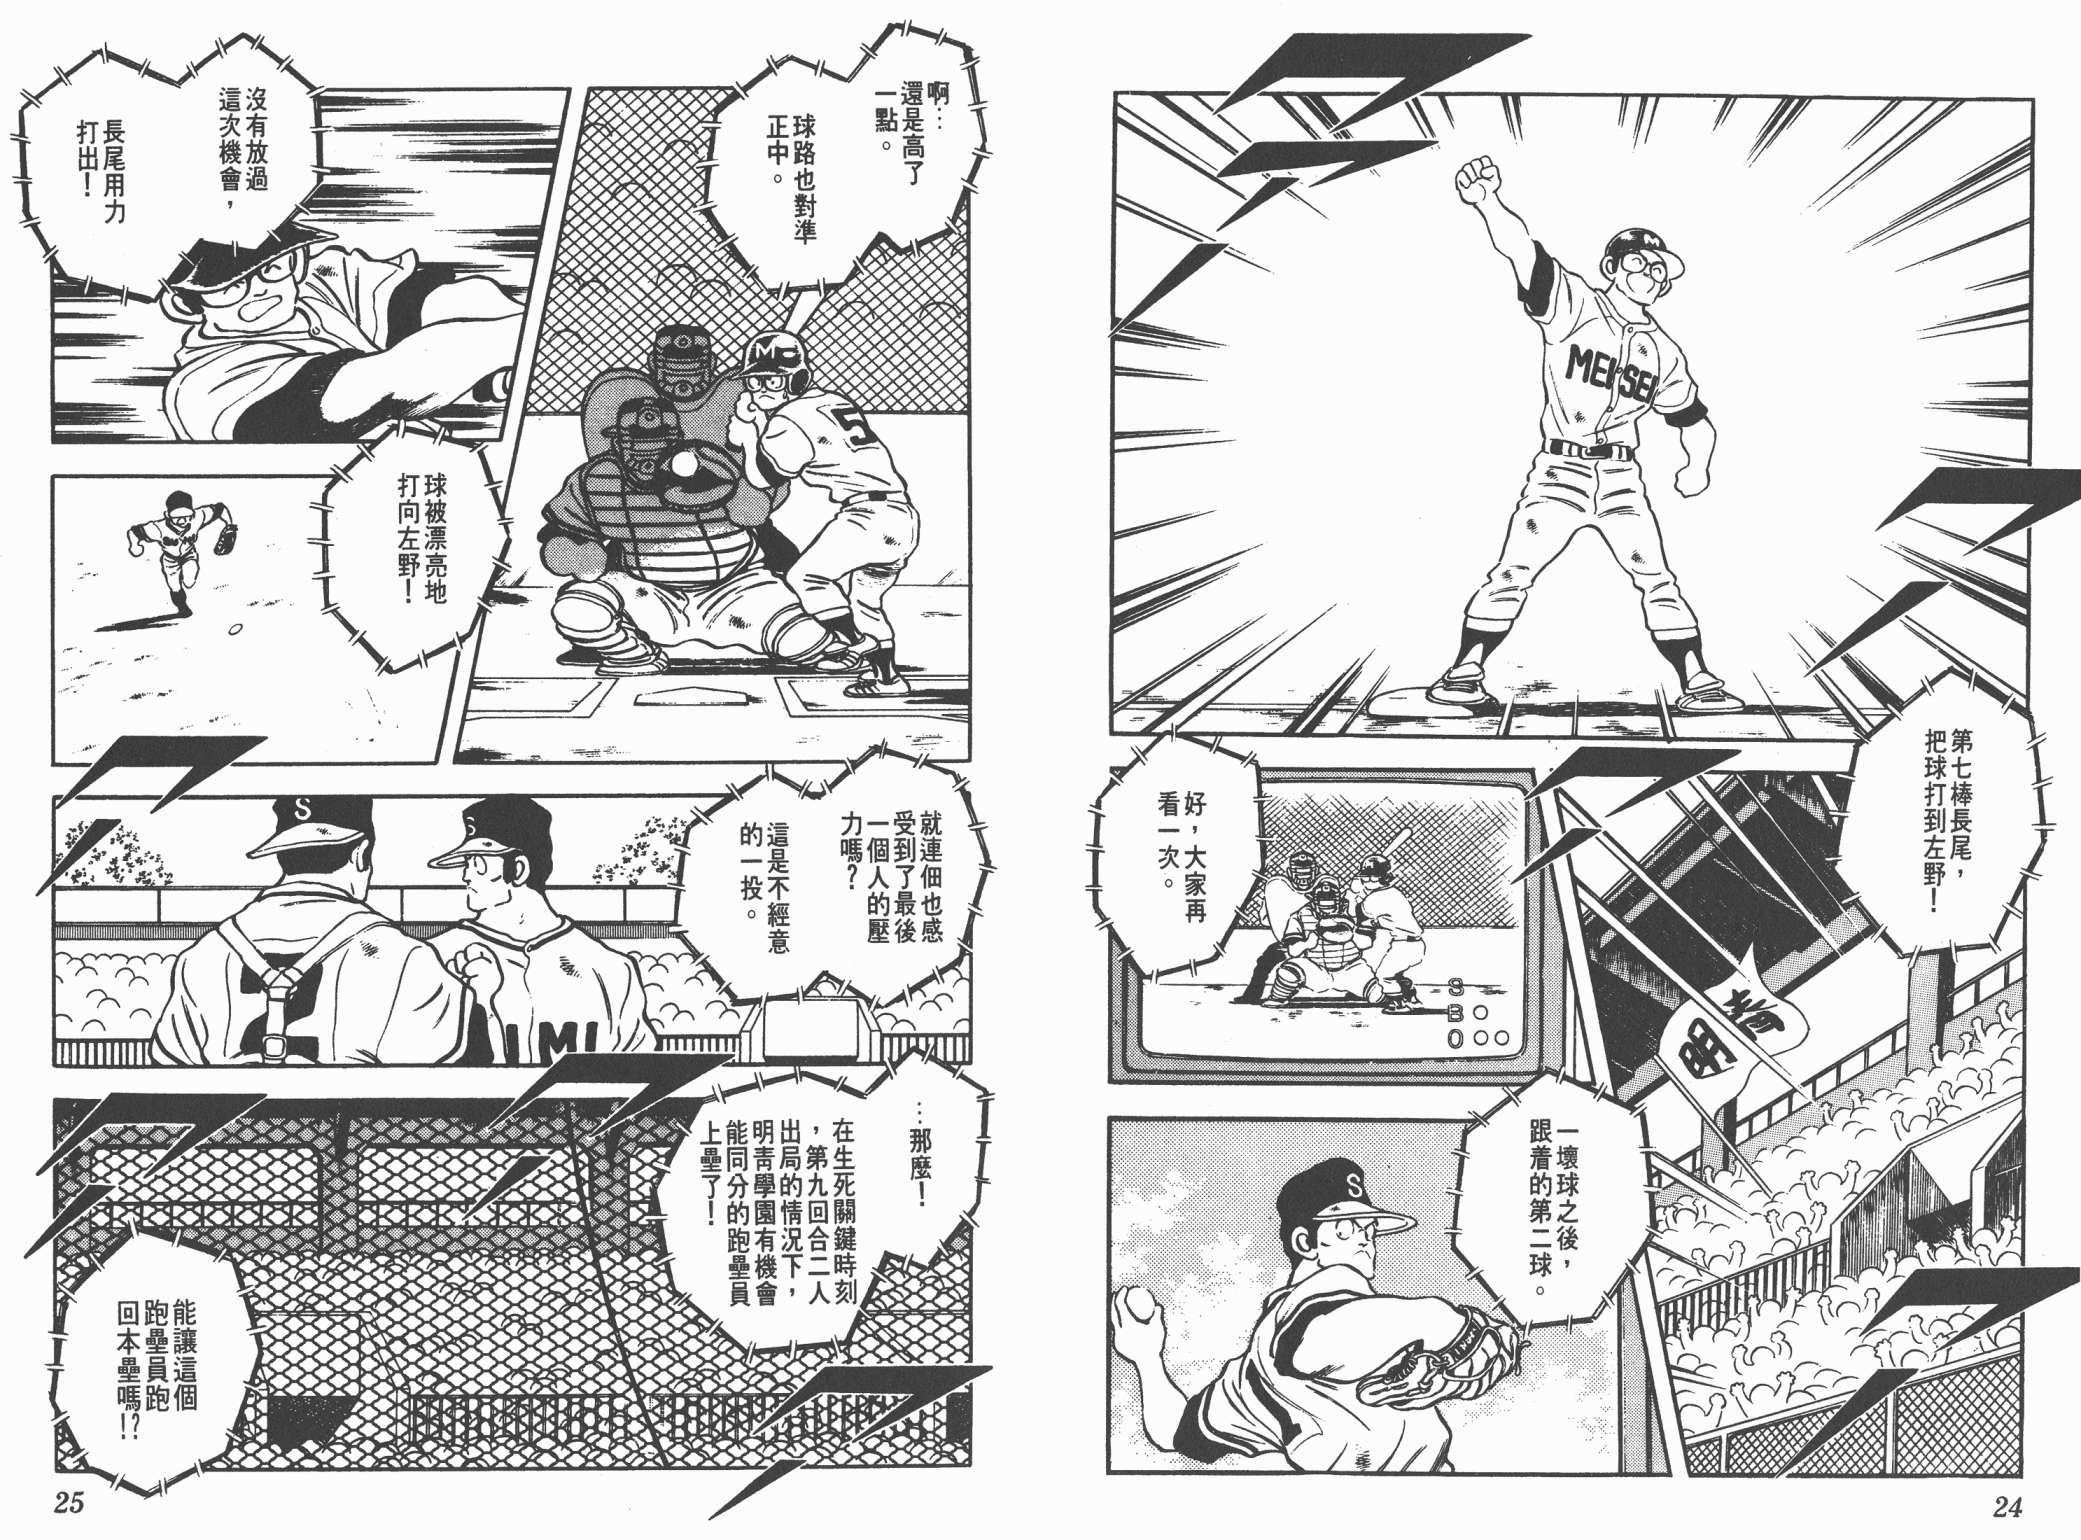 MEI SEI
M
第七棒長尾，
把球打到左野！
好，大家再
看一次。
S
B
O
明青
一壞球之後，
跟着的第二球。
S
24
啊…
還是高了
一點。
球路也對準
正中。
M
5
沒有放過
這次機會，
長尾用力
打出！
球被漂亮地
打向左野！
就連佃也感
受到了最後
一個人的壓
力嗎？
這是不經意
的一投。
S
S
…那麼！
在生死關鍵時刻
，第九回合二人
出局的情況下，
明青學園有機會
能同分的跑壘員
上壘了！
能讓這個
跑壘員跑
回本壘嗎!?
25